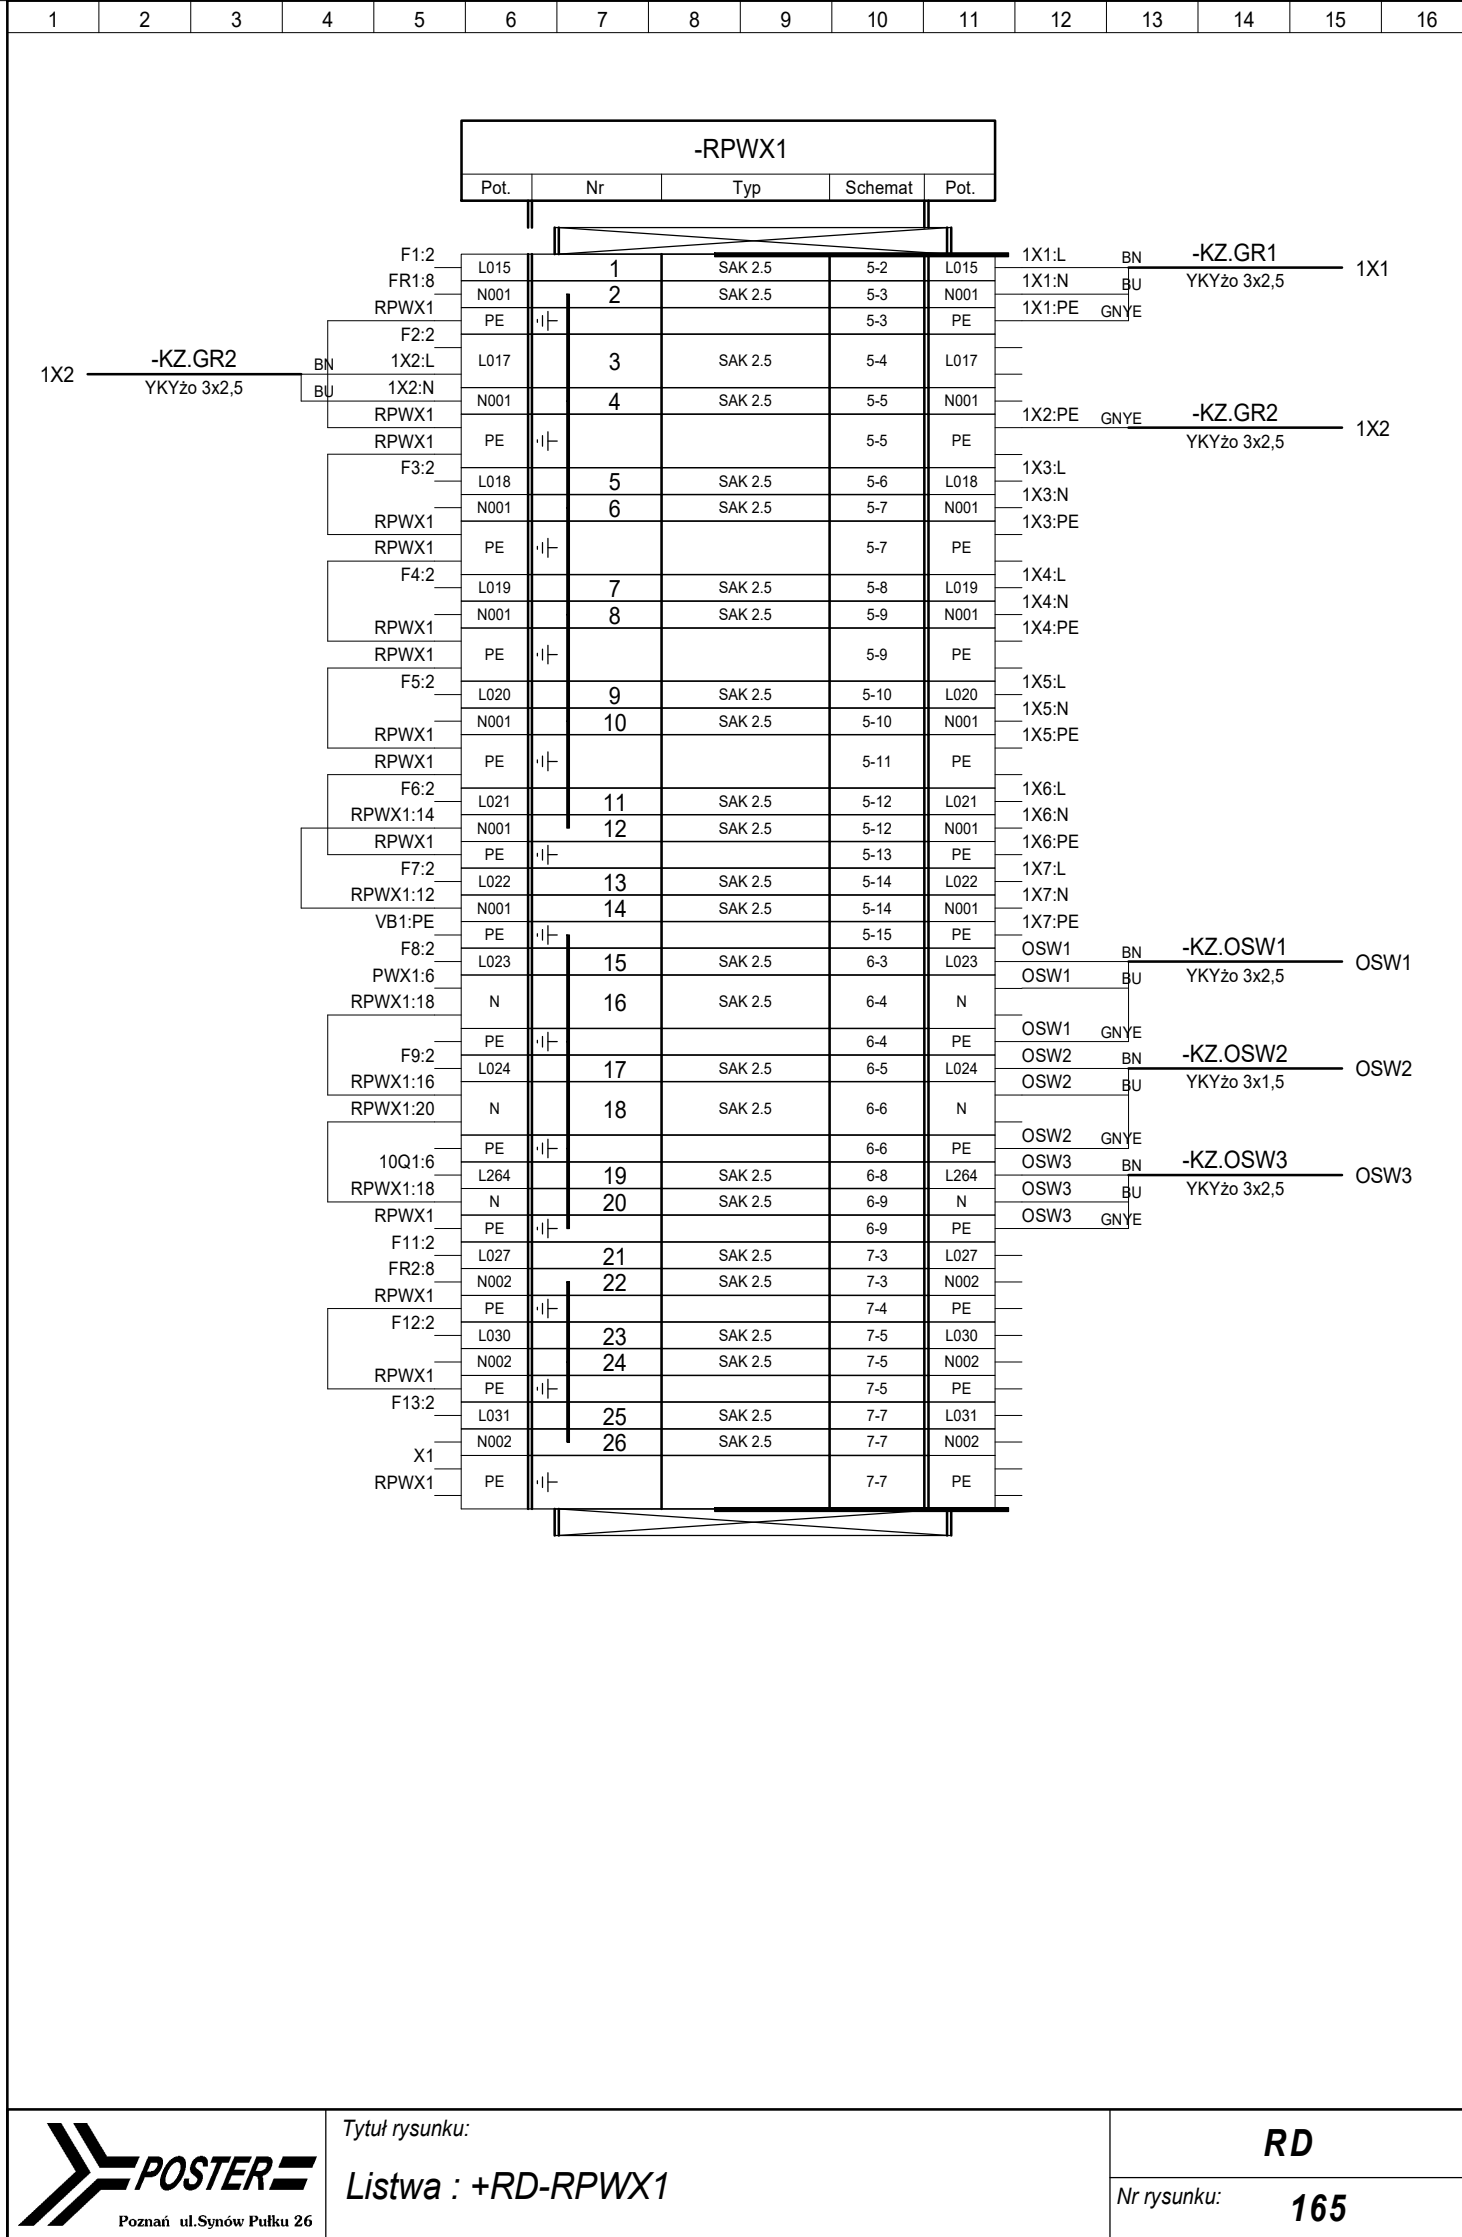 1 2 3 4 5 6 7 8 9 10 11 12 13 14 15 16
-RPWX1
Pot. Nr Typ Schemat Pot.
F1:2 L015 1 SAK 2.5 5-2 L015 1X1:L BN -KZ.GR1 YKYżo 3x2,5 1X1
FR1:8 N001 2 SAK 2.5 5-3 N001 1X1:N BU
RPWX1 PE 5-3 PE 1X1:PE GNYE
F2:2
1X2 -KZ.GR2 YKYżo 3x2,5 BN 1X2:L L017 3 SAK 2.5 5-4 L017
BU 1X2:N N001 4 SAK 2.5 5-5 N001
RPWX1 1X2:PE GNYE -KZ.GR2 YKYżo 3x2,5 1X2
RPWX1 PE 5-5 PE
F3:2 L018 5 SAK 2.5 5-6 L018 1X3:L
N001 6 SAK 2.5 5-7 N001 1X3:N
RPWX1 1X3:PE
RPWX1 PE 5-7 PE
F4:2 L019 7 SAK 2.5 5-8 L019 1X4:L
N001 8 SAK 2.5 5-9 N001 1X4:N
RPWX1 1X4:PE
RPWX1 PE 5-9 PE
F5:2 L020 9 SAK 2.5 5-10 L020 1X5:L
N001 10 SAK 2.5 5-10 N001 1X5:N
RPWX1 1X5:PE
RPWX1 PE 5-11 PE
F6:2 L021 11 SAK 2.5 5-12 L021 1X6:L
RPWX1:14 N001 12 SAK 2.5 5-12 N001 1X6:N
RPWX1 PE 5-13 PE 1X6:PE
F7:2 L022 13 SAK 2.5 5-14 L022 1X7:L
RPWX1:12 N001 14 SAK 2.5 5-14 N001 1X7:N
VB1:PE PE 5-15 PE 1X7:PE
F8:2 L023 15 SAK 2.5 6-3 L023 OSW1 BN -KZ.OSW1 YKYżo 3x2,5 OSW1
PWX1:6 OSW1 BU
RPWX1:18 N 16 SAK 2.5 6-4 N
PE 6-4 PE OSW1 GNYE
F9:2 L024 17 SAK 2.5 6-5 L024 OSW2 BN -KZ.OSW2 YKYżo 3x1,5 OSW2
RPWX1:16 OSW2 BU
RPWX1:20 N 18 SAK 2.5 6-6 N
PE 6-6 PE OSW2 GNYE
10Q1:6 L264 19 SAK 2.5 6-8 L264 OSW3 BN -KZ.OSW3 YKYżo 3x2,5 OSW3
RPWX1:18 N 20 SAK 2.5 6-9 N OSW3 BU
RPWX1 PE 6-9 PE OSW3 GNYE
F11:2 L027 21 SAK 2.5 7-3 L027
FR2:8 N002 22 SAK 2.5 7-3 N002
RPWX1 PE 7-4 PE
F12:2 L030 23 SAK 2.5 7-5 L030
N002 24 SAK 2.5 7-5 N002
RPWX1 PE 7-5 PE
F13:2 L031 25 SAK 2.5 7-7 L031
N002 26 SAK 2.5 7-7 N002
X1
RPWX1 PE 7-7 PE
POSTER
Poznań ul.Synów Pułku 26
Tytuł rysunku:
Listwa : +RD-RPWX1
RD
Nr rysunku: 165